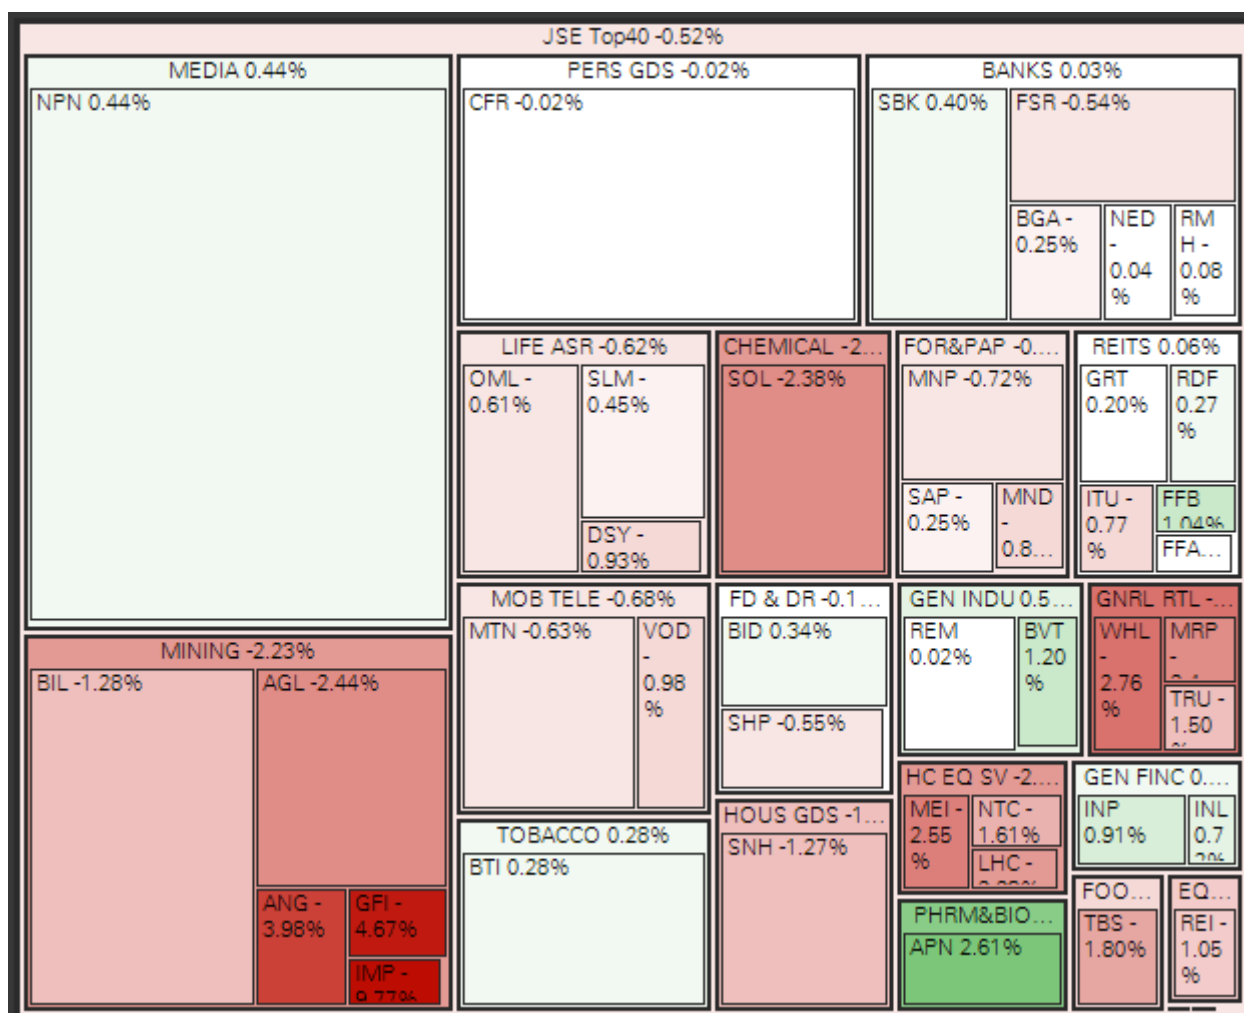 JSE Top40 -0.52%
MEDIA 0.44%
NPN 0.44%
PERS GDS -0.02%
CFR -0.02%
BANKS 0.03%
SBK 0.40%
FSR -0.54%
BGA -
0.25%
NED
-
0.04
%
RM
H -
0.08
%
LIFE ASR -0.62%
OML -
0.61%
SLM -
0.45%
DSY -
0.93%
CHEMICAL -2...
SOL -2.38%
FOR&PAP -0....
MNP -0.72%
SAP -
0.25%
MND
-
0.8...
REITS 0.06%
GRT
0.20%
RDF
0.27
%
ITU -
0.77
%
FFB
1.04%
FFA...
MINING -2.23%
BIL -1.28%
AGL -2.44%
ANG -
3.98%
GFI -
4.67%
IMP -
9.77%
MOB TELE -0.68%
MTN -0.63%
VOD
-
0.98
%
TOBACCO 0.28%
BTI 0.28%
FD & DR -0.1...
BID 0.34%
SHP -0.55%
HOUS GDS -1...
SNH -1.27%
GEN INDU 0.5...
REM
0.02%
BVT
1.20
%
GNRL RTL -...
WHL
-
2.76
%
MRP
-
TRU -
1.50
%
HC EQ SV -2....
MEI -
2.55
%
NTC -
1.61%
LHC -
GEN FINC 0....
INP
0.91%
INL
0.7
PHRM&BIO...
APN 2.61%
FOO...
TBS -
1.80%
EQ...
REI -
1.05
%